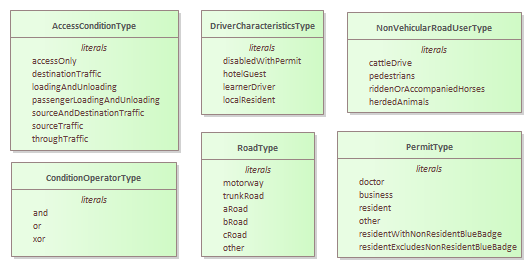 AccessConditionType
literals
accessOnly
destinationTraffic
loadingAndUnloading
passengerLoadingAndUnloading
sourceAndDestinationTraffic
sourceTraffic
throughTraffic
DriverCharacteristicsType
literals
disabledWithPermit
hotelGuest
learnerDriver
localResident
NonVehicularRoadUserType
literals
cattleDrive
pedestrians
riddenOrAccompaniedHorses
herdedAnimals
ConditionOperatorType
literals
and
or
xor
RoadType
literals
motorway
trunkRoad
aRoad
bRoad
cRoad
other
PermitType
literals
doctor
business
resident
other
residentWithNonResidentBlueBadge
residentExcludesNonResidentBlueBadge